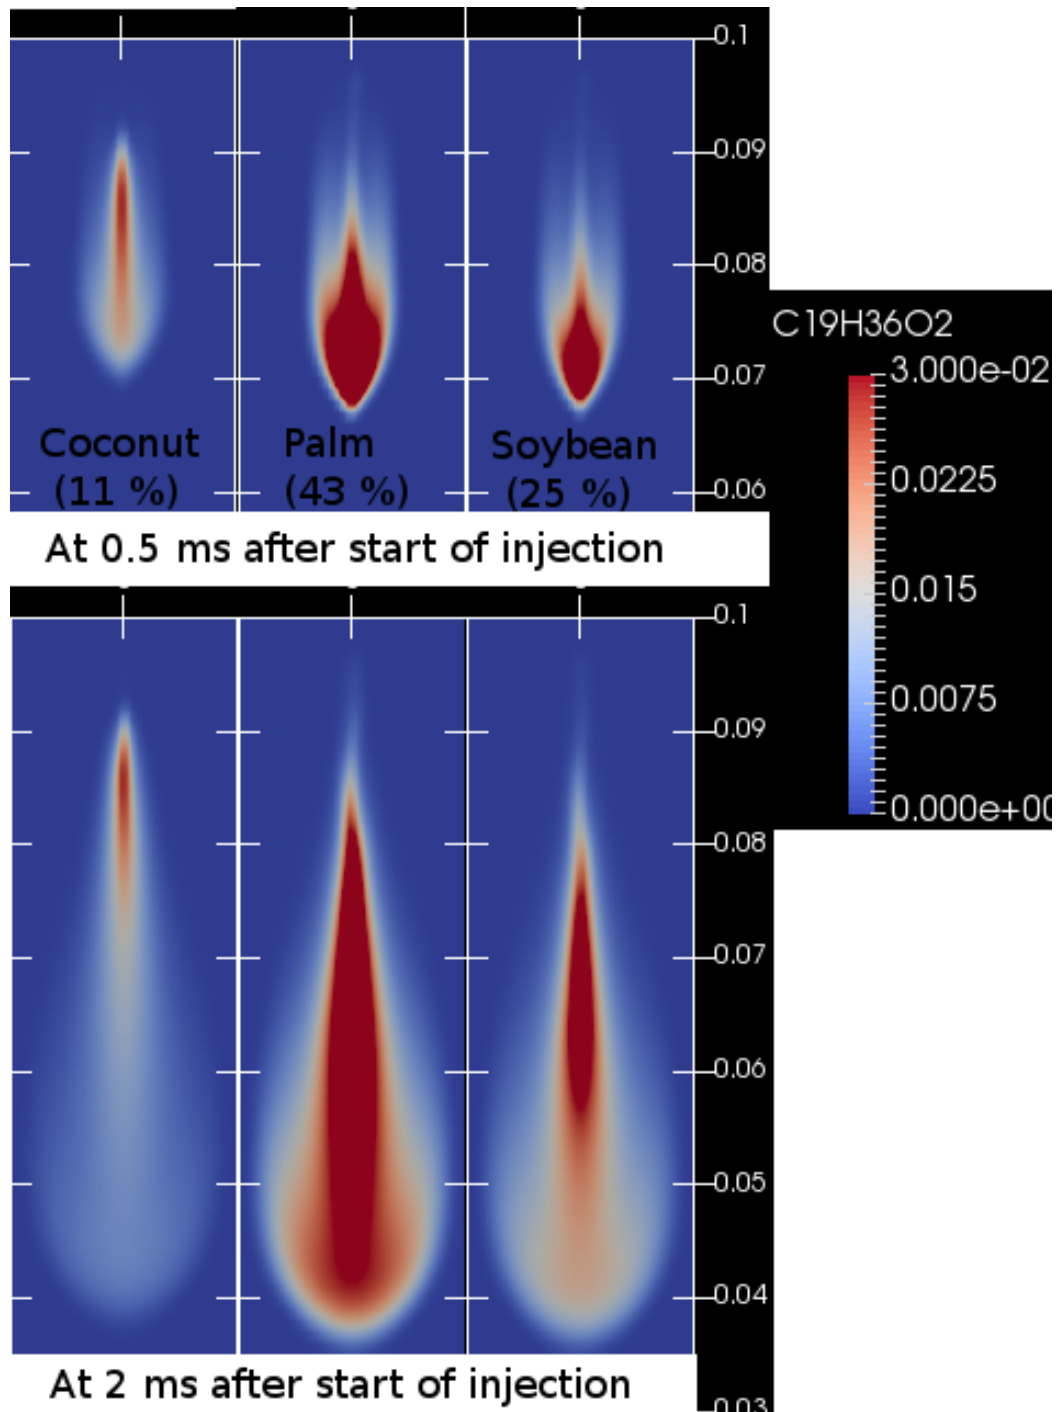 0.1
0.09
0.08
0.07
0.06
Coconut
(11 %)
Palm
(43 %)
Soybean
(25 %)
At 0.5 ms after start of injection
C19H36O2
3.000e-02
0.0225
0.015
0.0075
0.000e+00
0.1
0.09
0.08
0.07
0.06
0.05
0.04
0.03
At 2 ms after start of injection